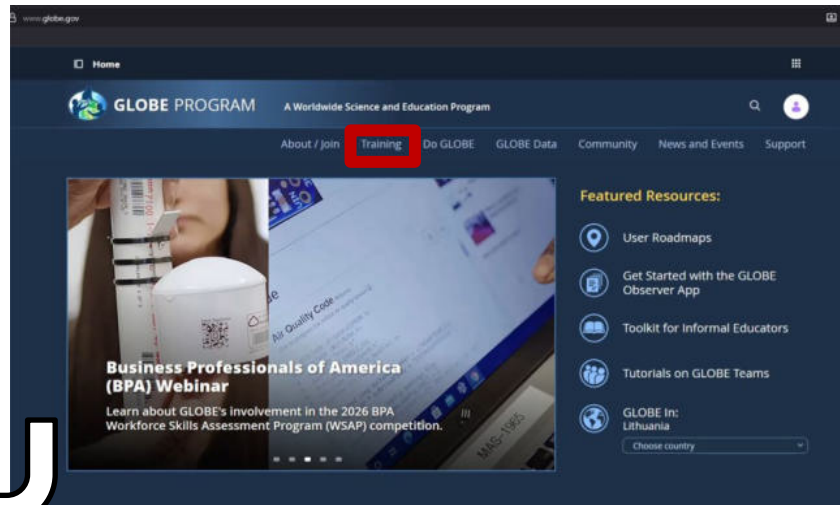 www.globe.gov
Home
GLOBE PROGRAM
A Worldwide Science and Education Program
About / Join
Training
Do GLOBE
GLOBE Data
Community
News and Events
Support
Air Quality Code
MAG-1965
Business Professionals of America
(BPA) Webinar
Learn about GLOBE's involvement in the 2026 BPA
Workforce Skills Assessment Program (WSAP) competition.
Featured Resources:
User Roadmaps
Get Started with the GLOBE
Observer App
Toolkit for Informal Educators
Tutorials on GLOBE Teams
GLOBE In:
Lithuania
Choose country